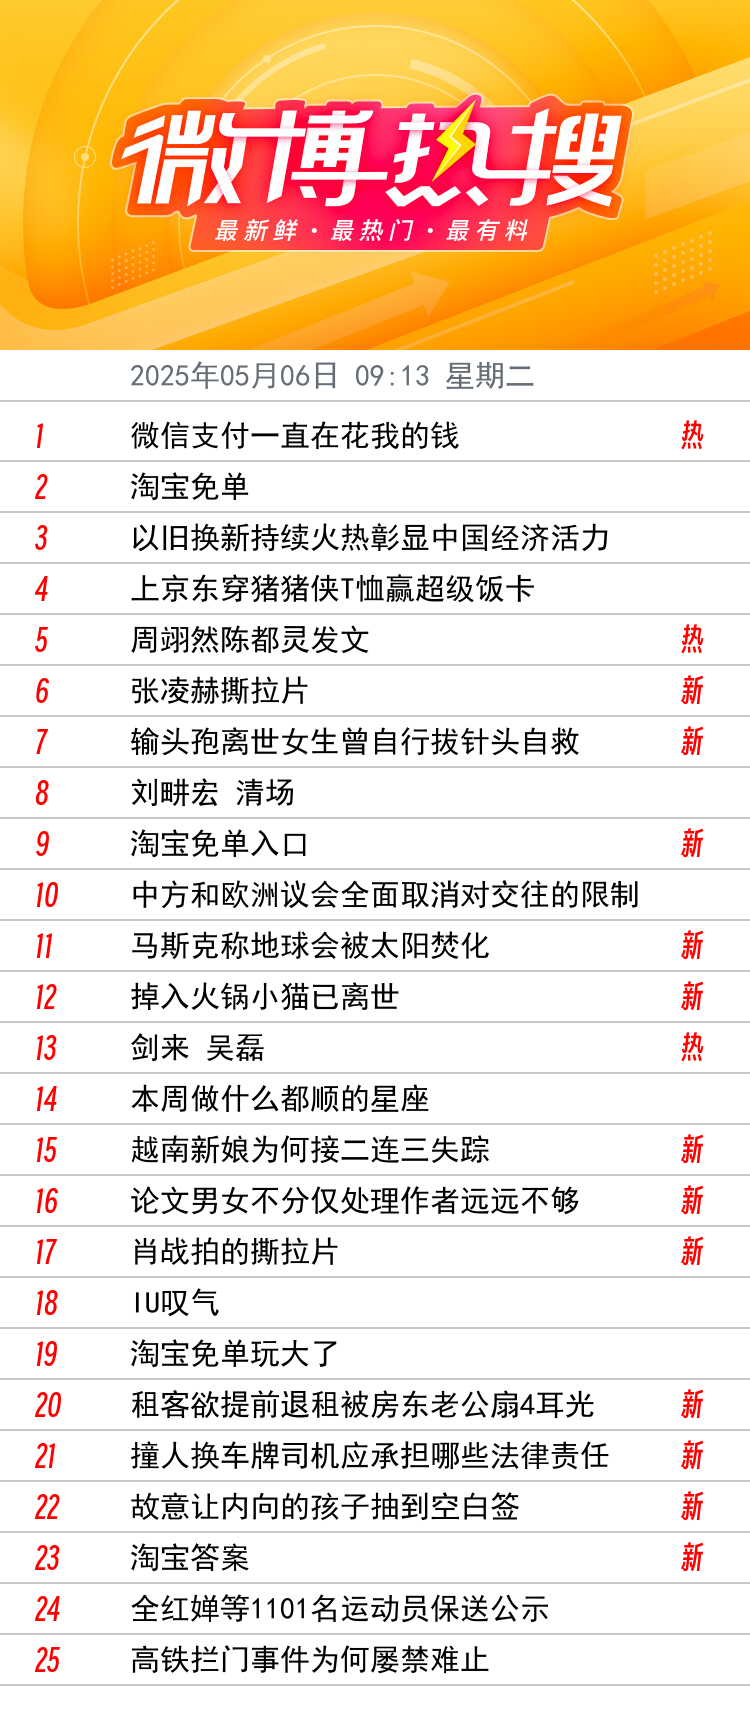 微博热搜
最新鲜·最热门·最有料
2025年05月06日 09:13 星期二
1 微信支付一直在花我的钱 热
2 淘宝免单
3 以旧换新持续火热彰显中国经济活力
4 上京东穿猪猪侠T恤赢超级饭卡
5 周翊然陈都灵发文 热
6 张凌赫撕拉片 新
7 输头孢离世女生曾自行拔针头自救 新
8 刘畊宏 清场
9 淘宝免单入口 新
10 中方和欧洲议会全面取消对交往的限制
11 马斯克称地球会被太阳焚化 新
12 掉入火锅小猫已离世 新
13 剑来 吴磊 热
14 本周做什么都顺的星座
15 越南新娘为何接二连三失踪 新
16 论文男女不分仅处理作者远远不够 新
17 肖战拍的撕拉片 新
18 IU叹气
19 淘宝免单玩大了
20 租客欲提前退租被房东老公扇4耳光 新
21 撞人换车牌司机应承担哪些法律责任 新
22 故意让内向的孩子抽到空白签 新
23 淘宝答案 新
24 全红婵等1101名运动员保送公示
25 高铁拦门事件为何屡禁难止